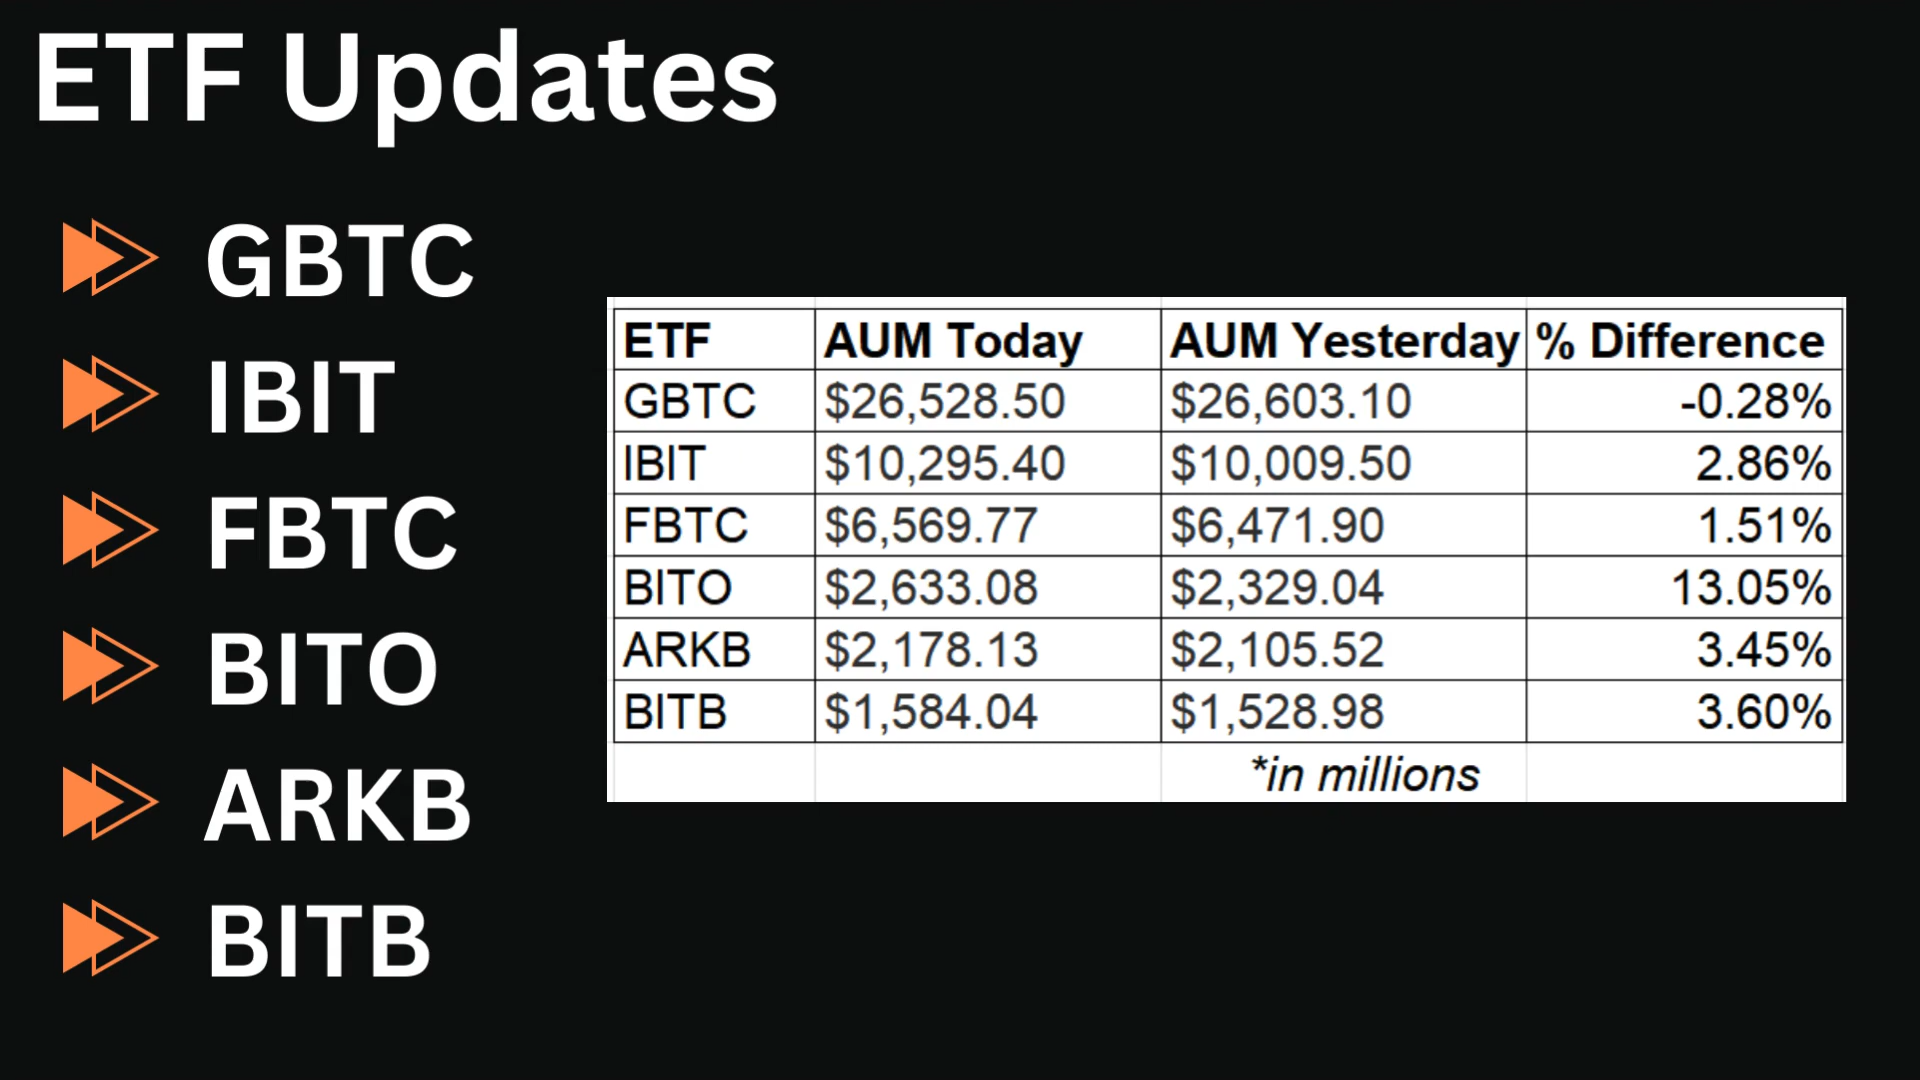 ETF Updates
GBTC
IBIT
FBTC
BITO
ARKB
BITB
ETF AUM Today AUM Yesterday % Difference
GBTC $26,528.50 $26,603.10 -0.28%
IBIT $10,295.40 $10,009.50 2.86%
FBTC $6,569.77 $6,471.90 1.51%
BITO $2,633.08 $2,329.04 13.05%
ARKB $2,178.13 $2,105.52 3.45%
BITB $1,584.04 $1,528.98 3.60%
*in millions